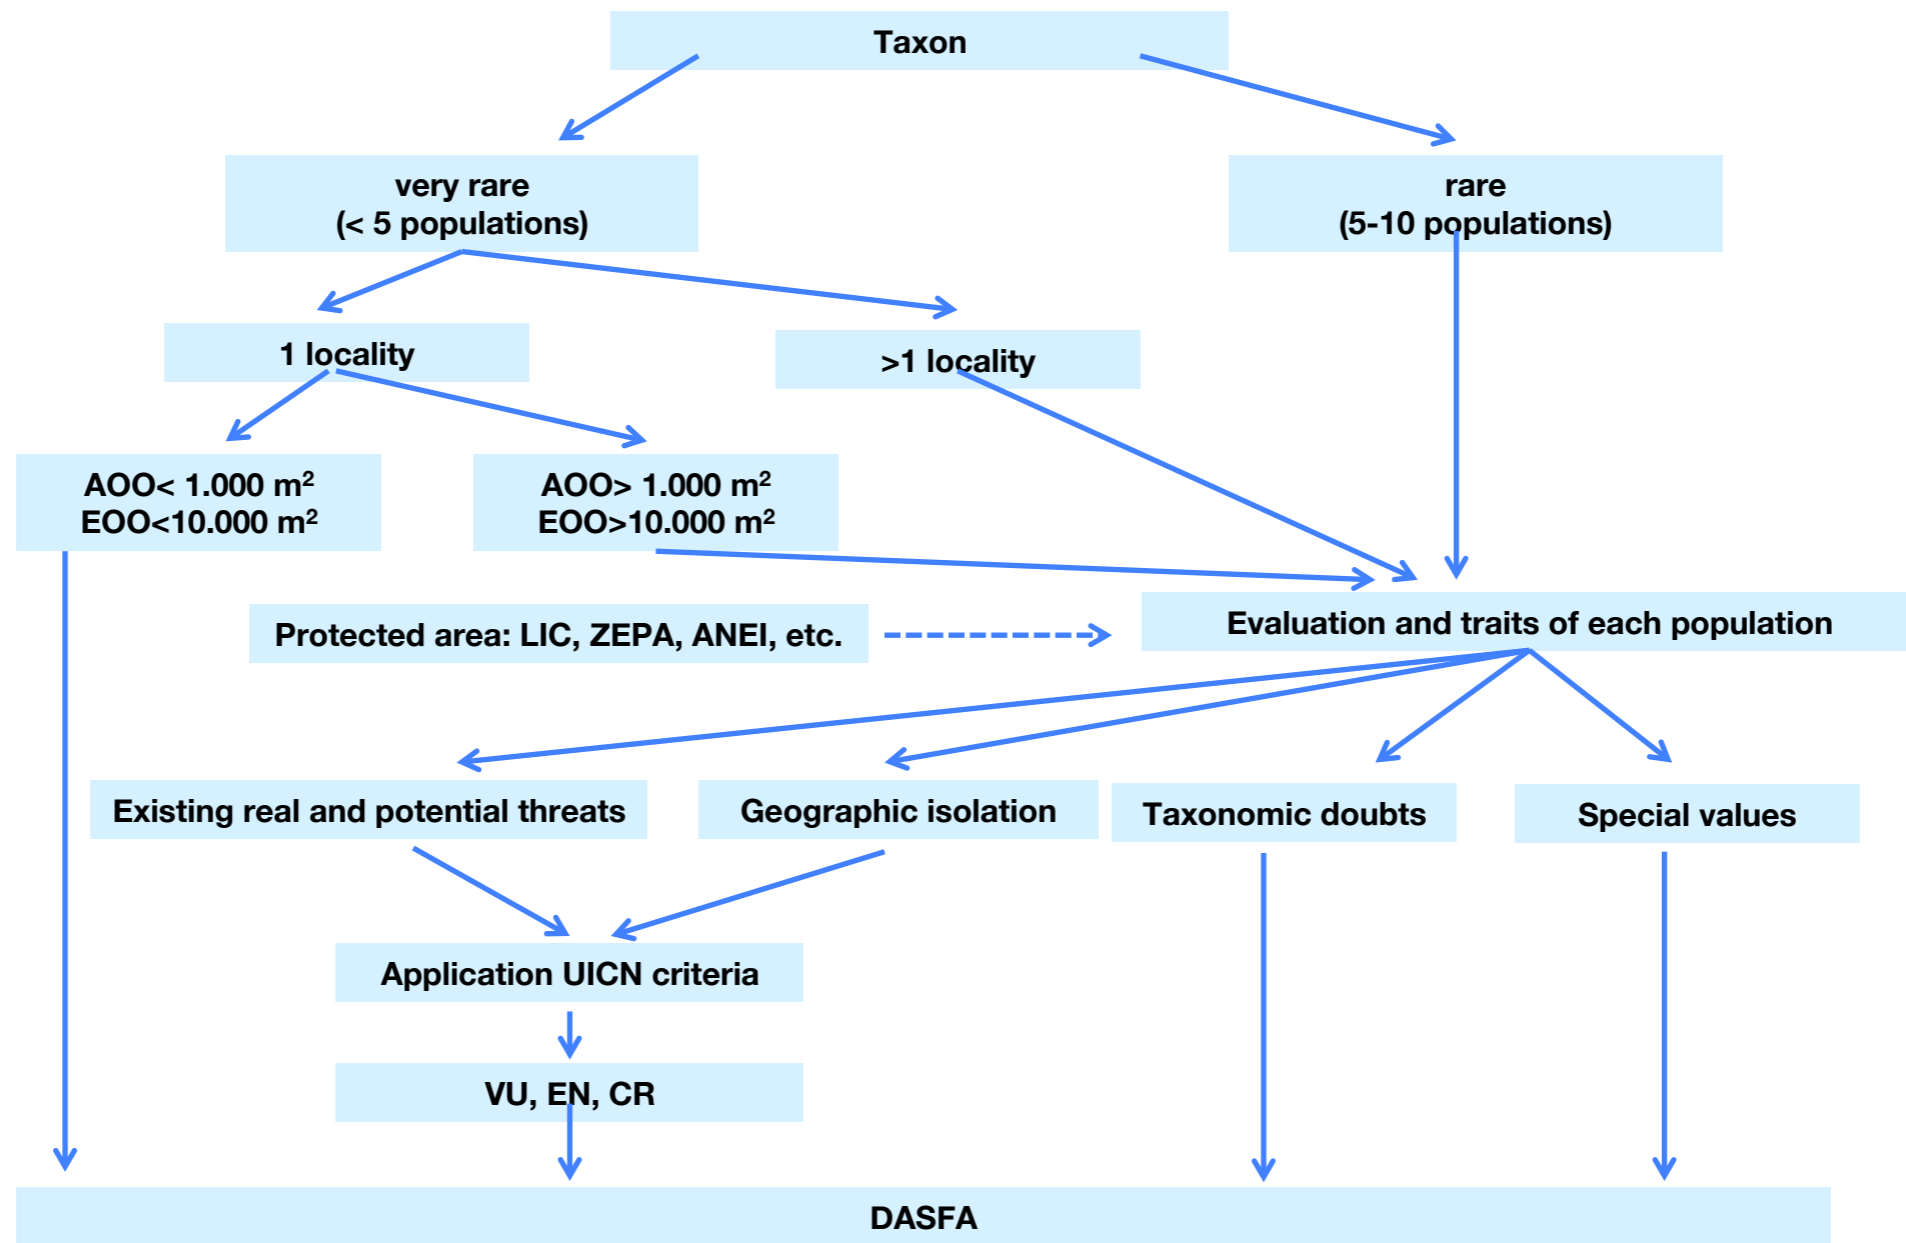 Taxon
very rare
(< 5 populations)
rare
(5-10 populations)
1 locality
>1 locality
AOO< 1.000 m²
EOO<10.000 m²
AOO> 1.000 m²
EOO>10.000 m²
Protected area: LIC, ZEPA, ANEI, etc.
Evaluation and traits of each population
Existing real and potential threats
Geographic isolation
Taxonomic doubts
Special values
Application UICN criteria
VU, EN, CR
DASFA